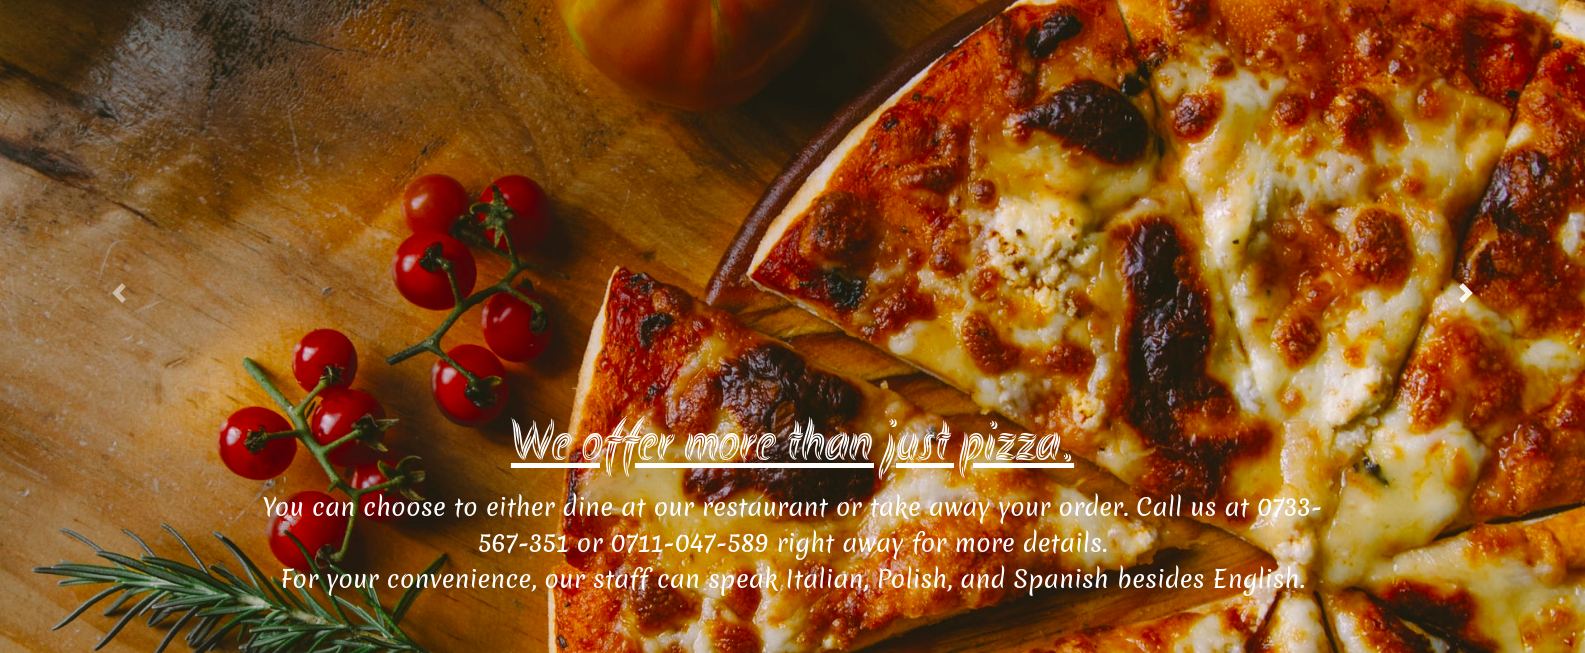 We offer more than just pizza.
You can choose to either dine at our restaurant or take away your order. Call us at 0733-
567-351 or 0711-047-589 right away for more details.
For your convenience, our staff can speak Italian, Polish, and Spanish besides English.